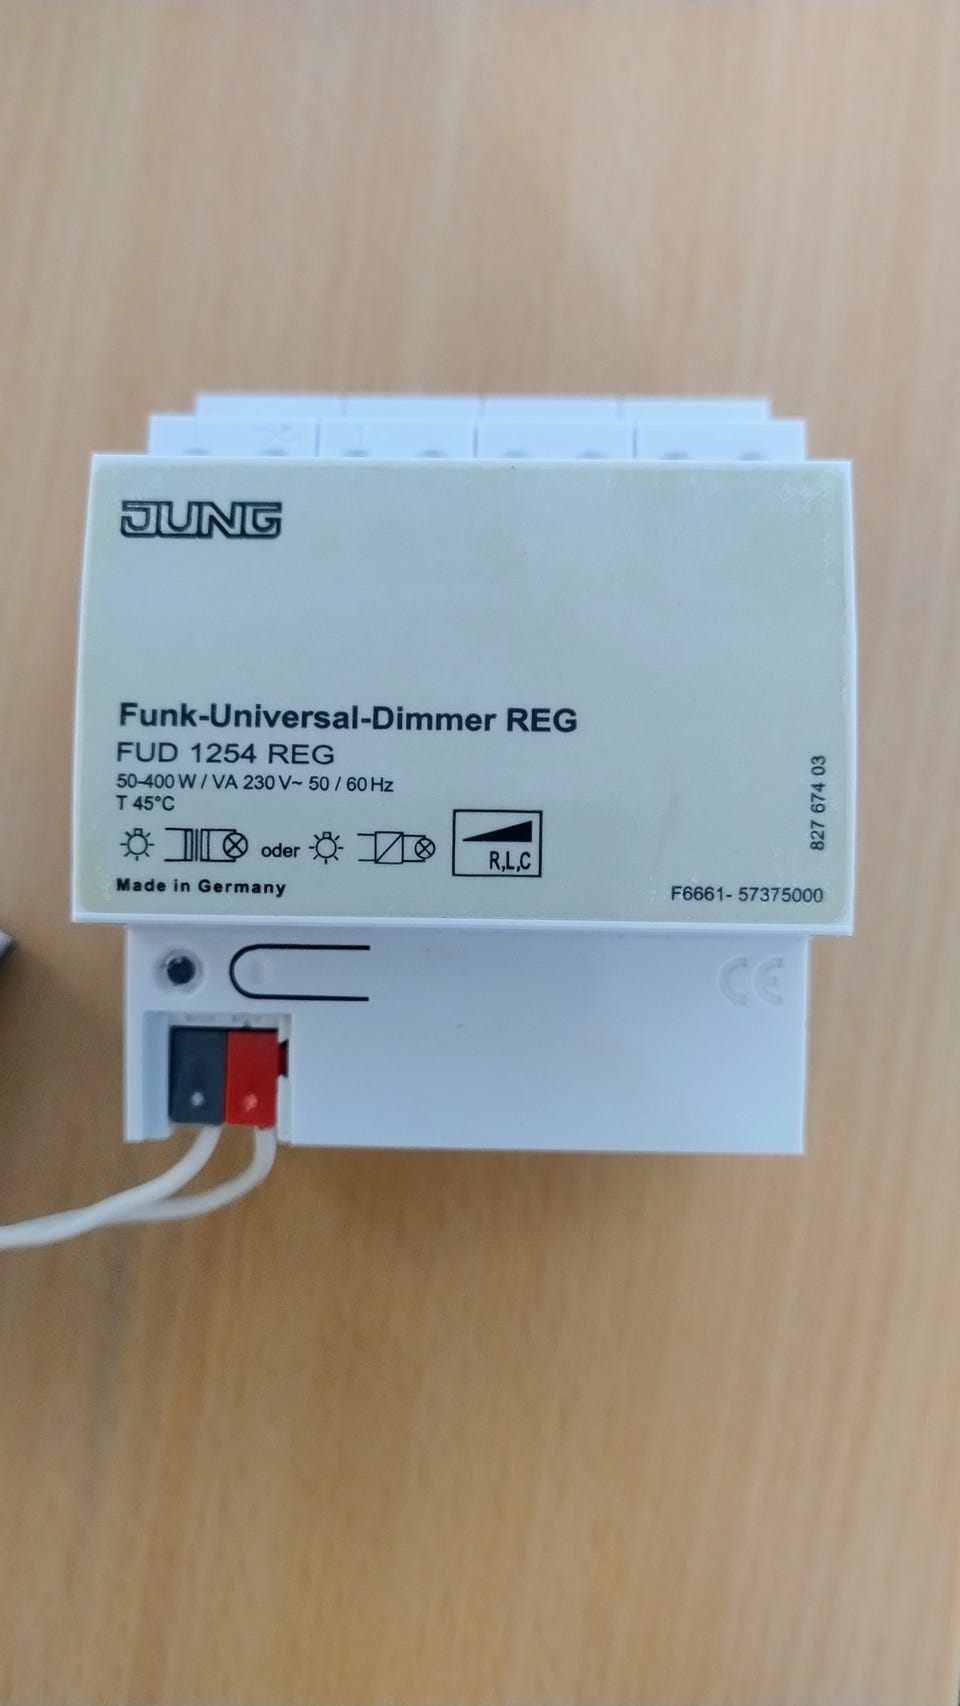 JUNG
Funk-Universal-Dimmer REG
FUD 1254 REG
50-400 W / VA 230 V~ 50 / 60 Hz
T 45°C
oder
R,L,C
Made in Germany
F6661- 57375000
827 674 03
CE